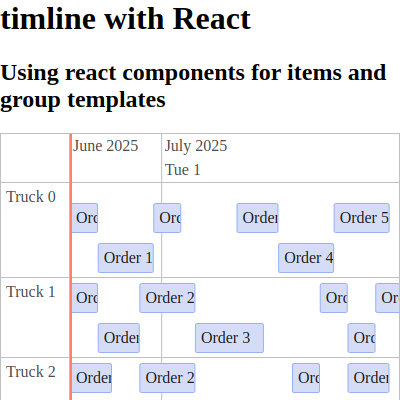 timline with React
Using react components for items and
group templates
June 2025 July 2025
Tue 1
Truck 0
Ord Ord Order Order 5
Order 1 Order 4
Truck 1
Ord Order 2 Ord Or
Order Order 3 Ord
Truck 2
Order Order 2 Ord Order